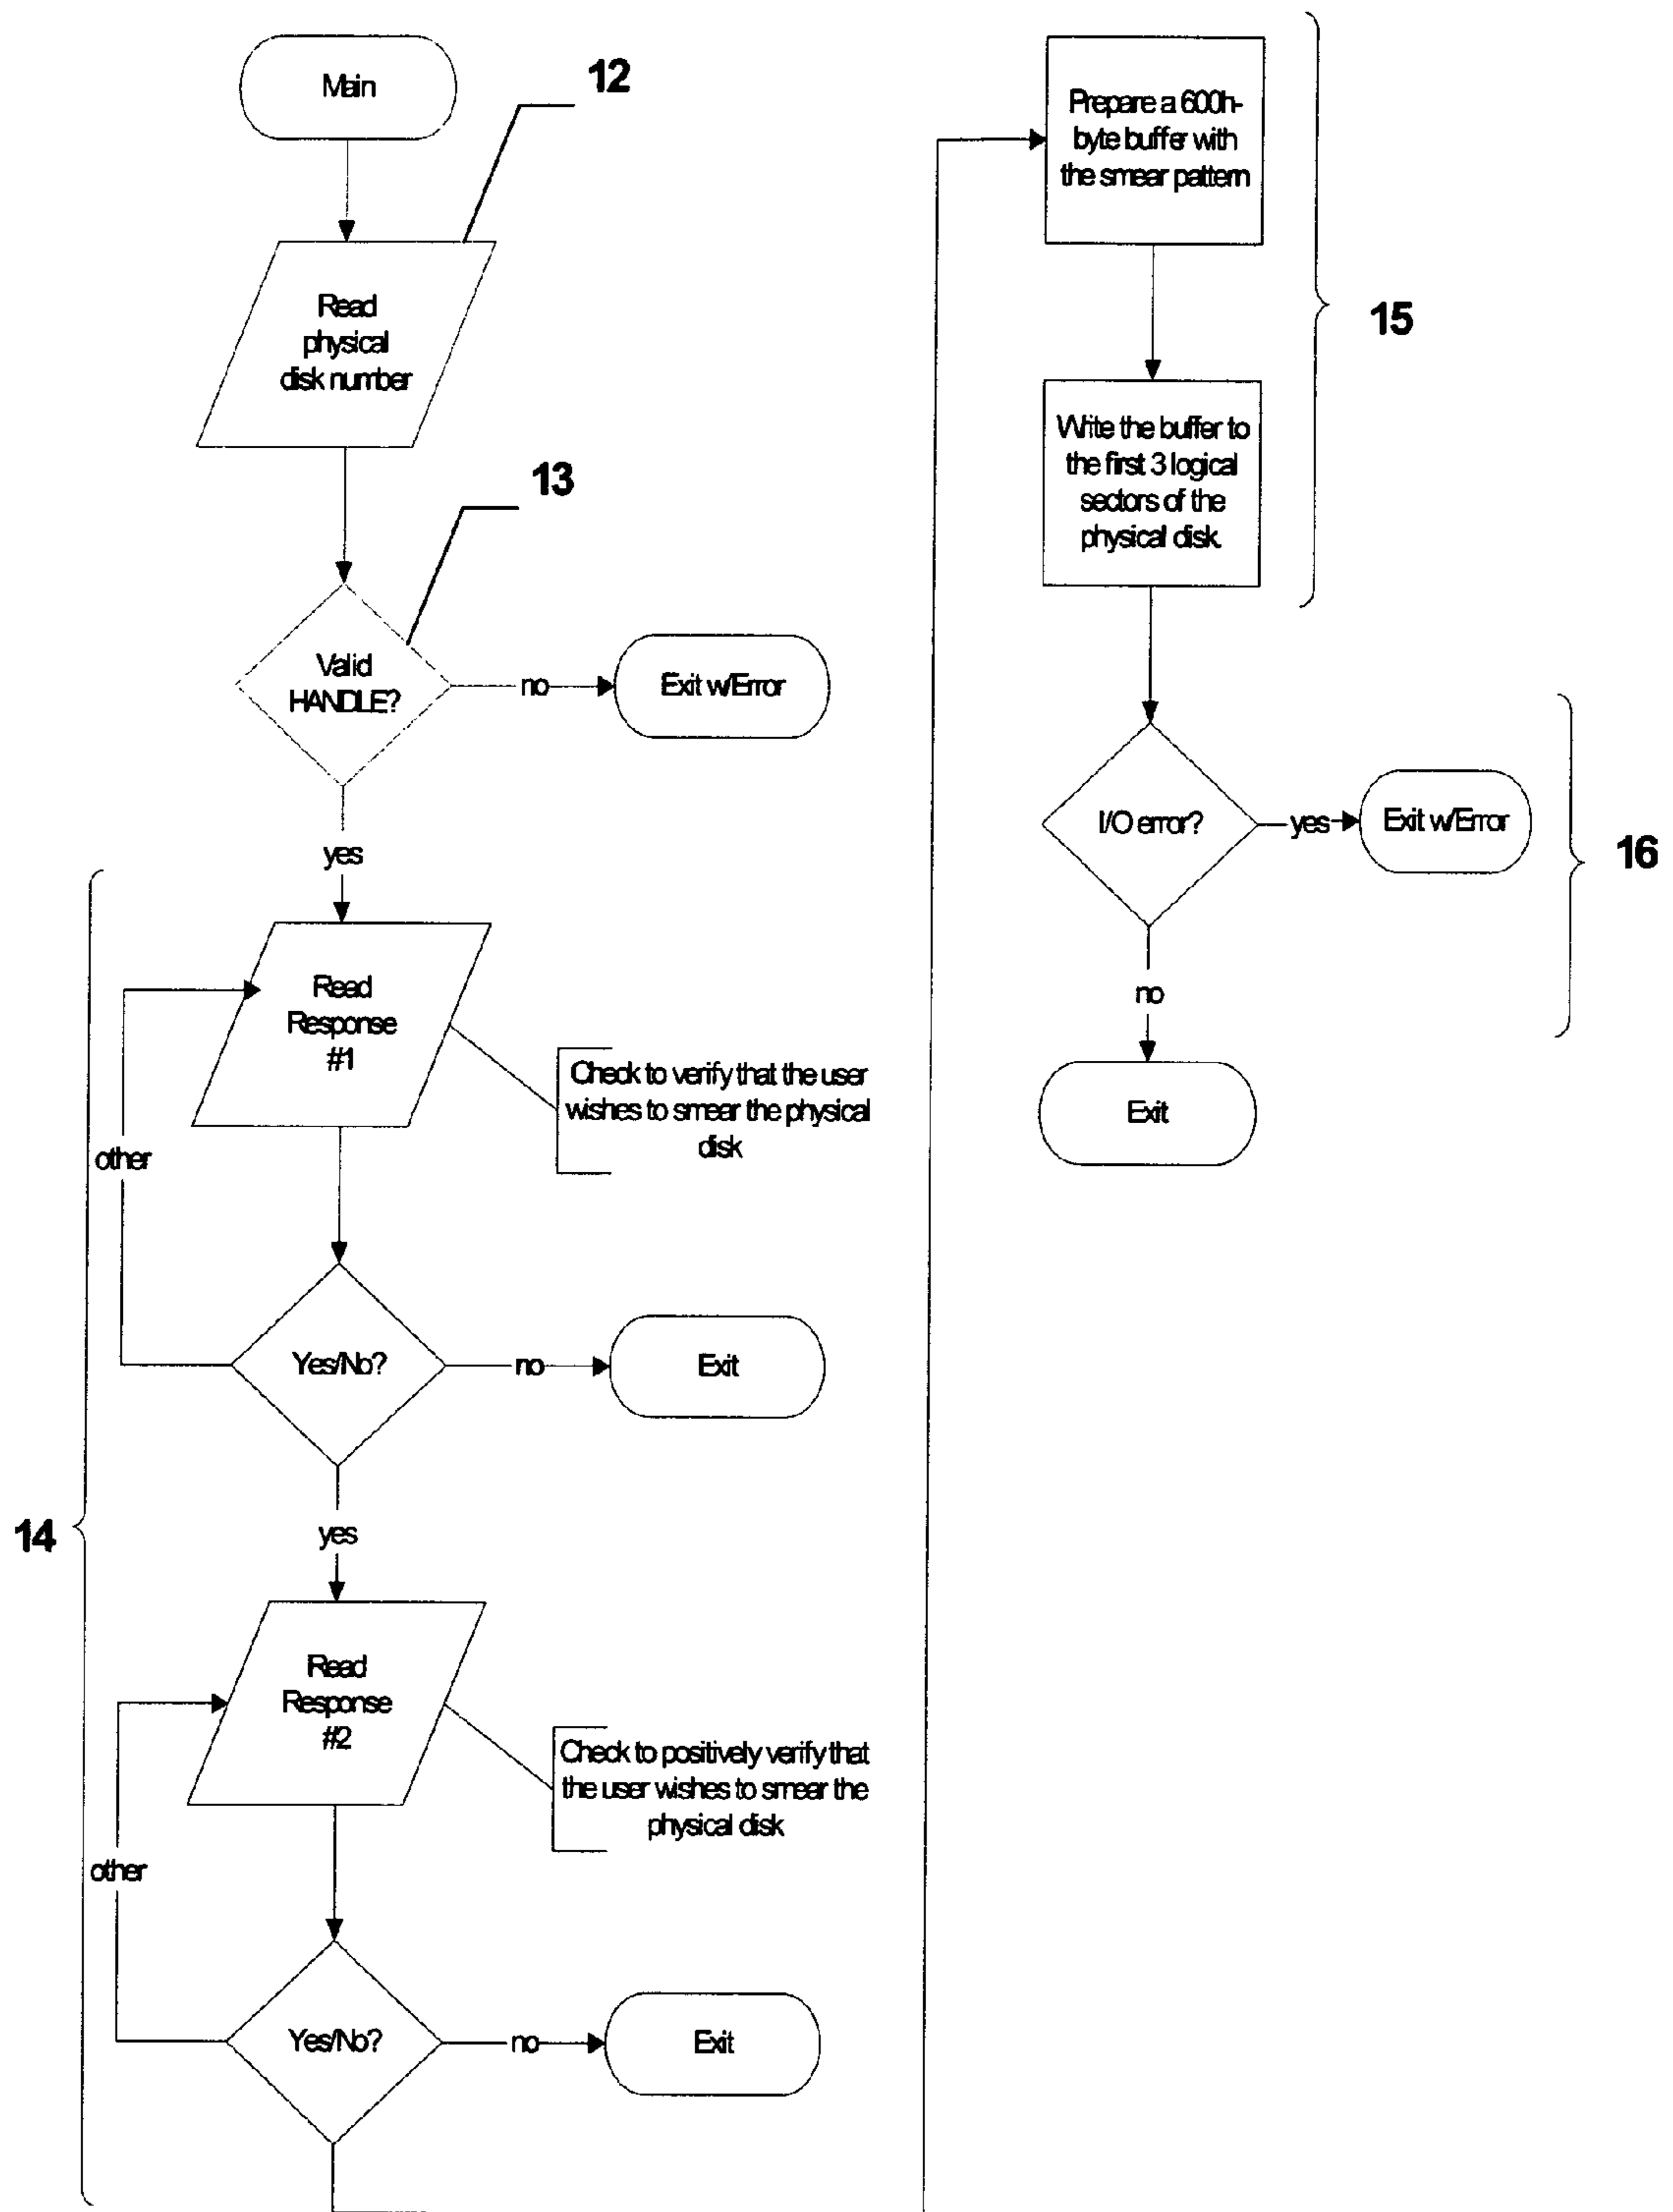 Main
12
Read
physical
disk number
13
Valid
HANDLE?
no
Exit w/Error
yes
Read
Response
#1
Check to verify that the user
wishes to smear the physical
disk
other
Yes/No?
no
Exit
14
yes
Read
Response
#2
Check to positively verify that
the user wishes to smear the
physical disk
other
Yes/No?
no
Exit
Prepare a 600h-
byte buffer with
the smear pattern
15
Write the buffer to
the first 3 logical
sectors of the
physical disk.
I/O error?
yes
Exit w/Error
16
no
Exit